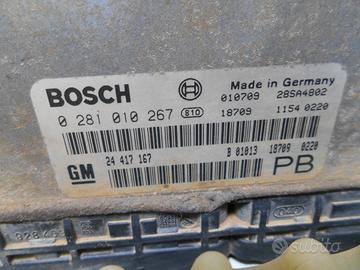 BOSCH
Made in Germany
010709 28SA4802
0 281 010 267 810 18709 1154 0220
GM 24 417 167 B 01013 18709 0220
PB
subito